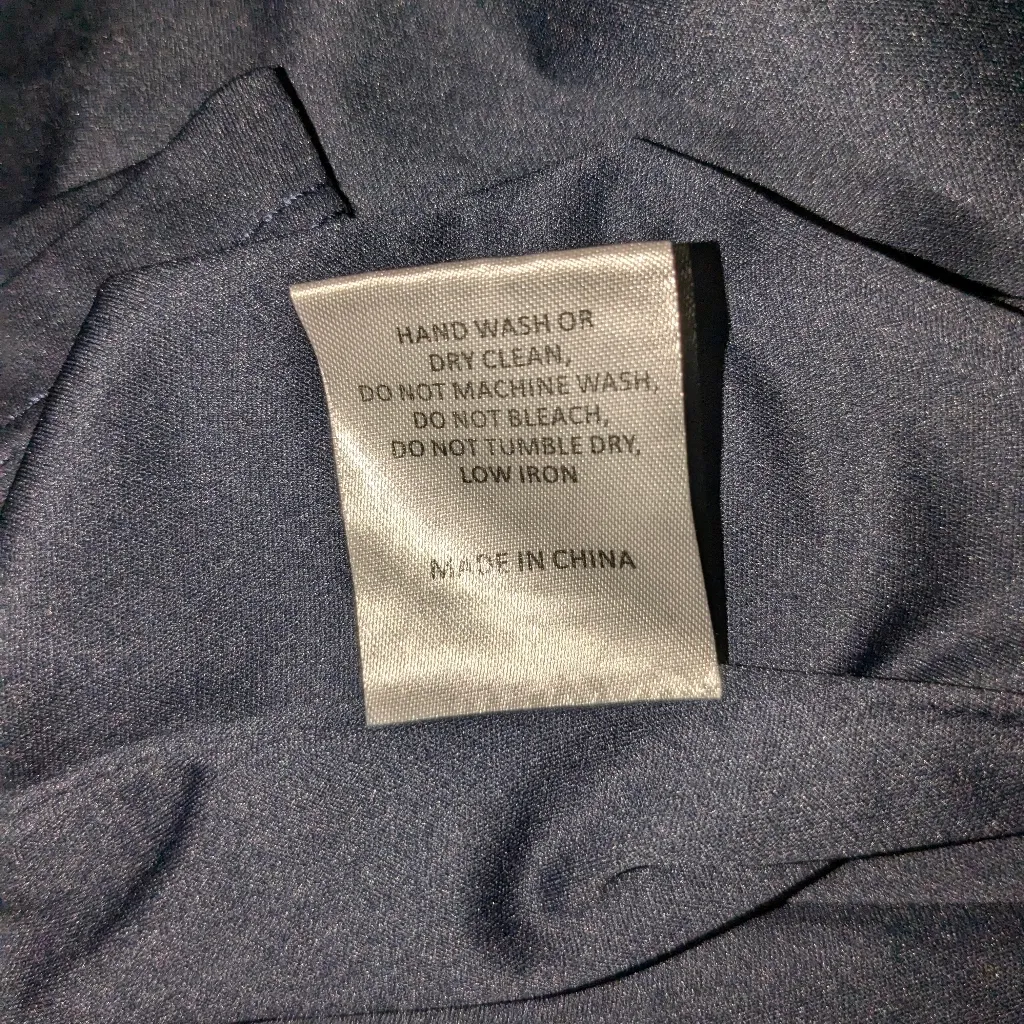 HAND WASH OR
DRY CLEAN,
DO NOT MACHINE WASH,
DO NOT BLEACH,
DO NOT TUMBLE DRY,
LOW IRON
MADE IN CHINA